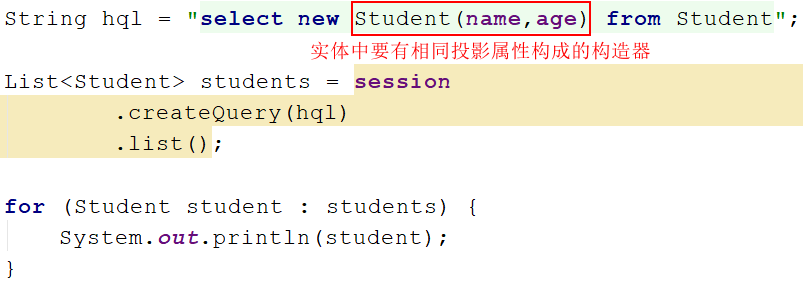 String hql = "select new Student(name,age) from Student";
实体中要有相同投影属性构成的构造器
List<Student> students = session
.createQuery(hql)
.list();
for (Student student : students) {
System.out.println(student);
}